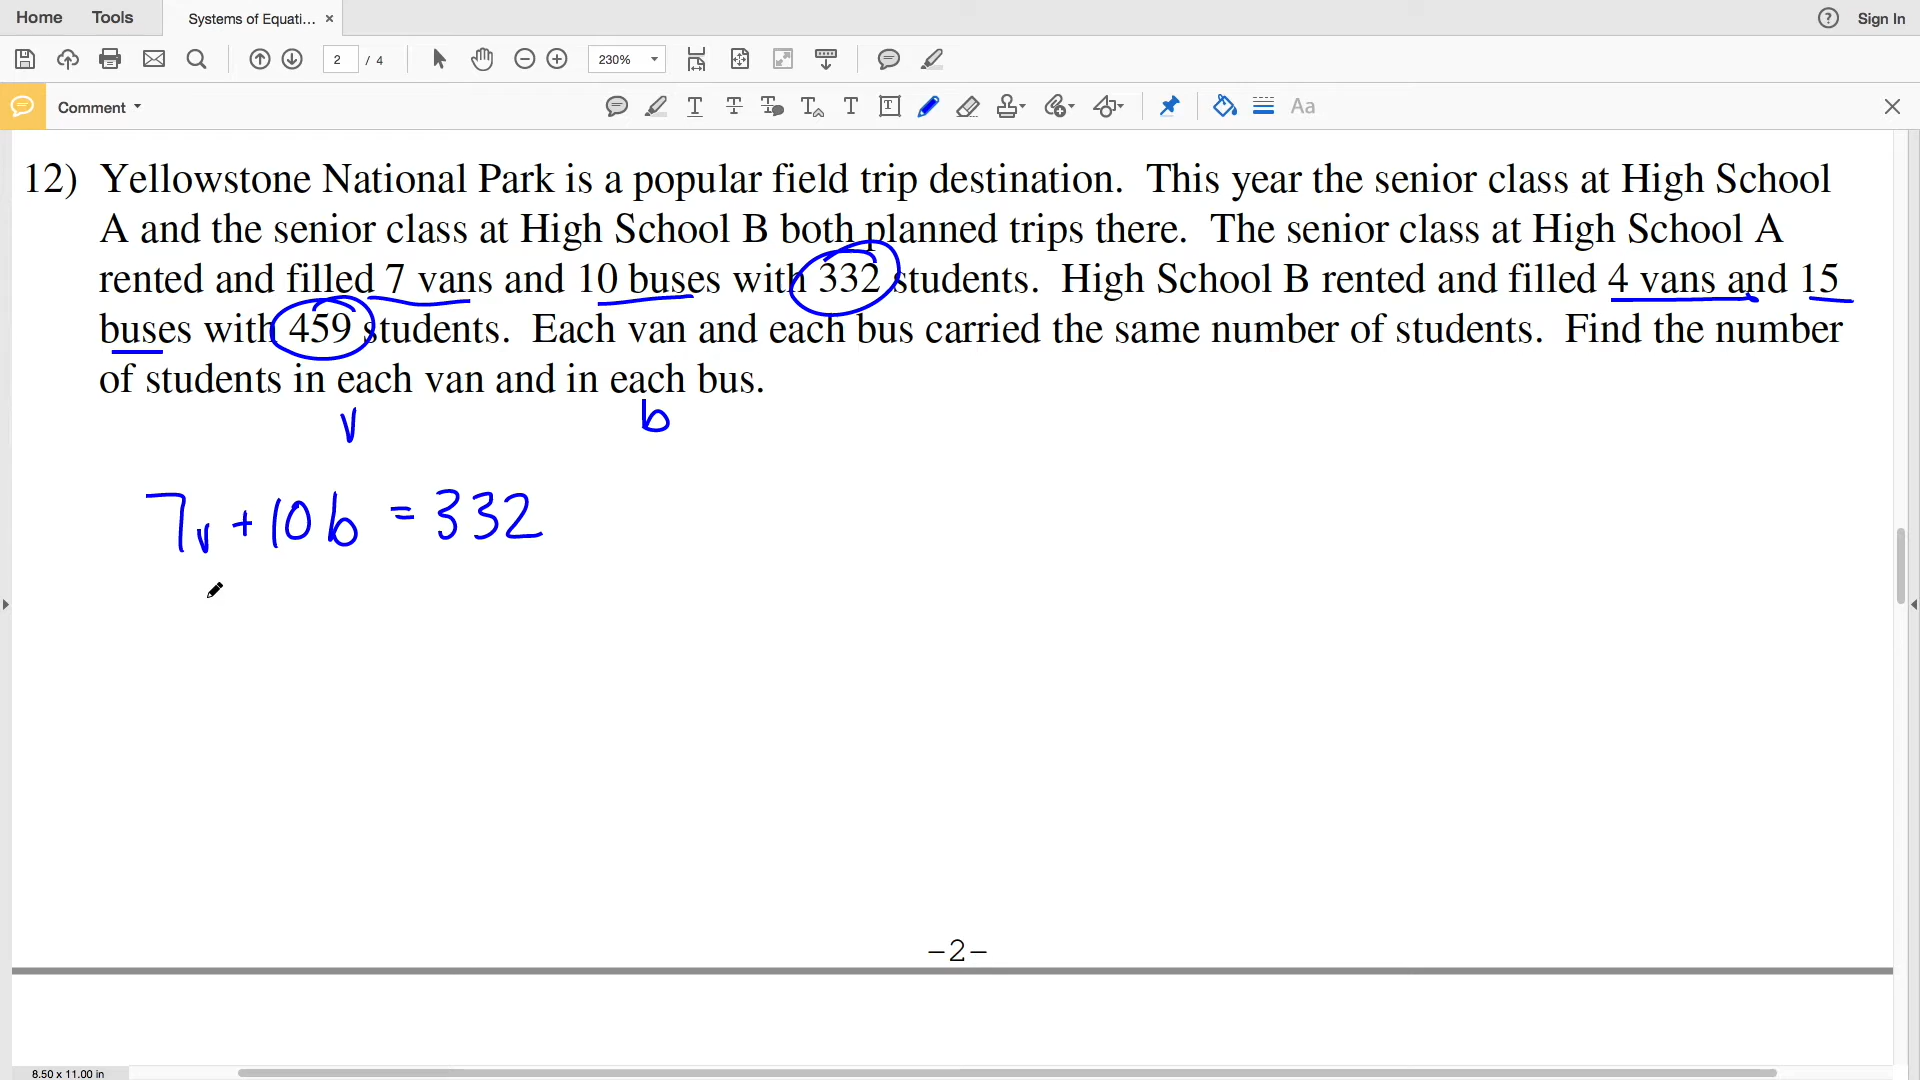 Home Tools Systems of Equati... × ? Sign In
2 / 4 230%
Comment T T T T T T Aa
12) Yellowstone National Park is a popular field trip destination. This year the senior class at High School
A and the senior class at High School B both planned trips there. The senior class at High School A
rented and filled 7 vans and 10 buses with 332 students. High School B rented and filled 4 vans and 15
buses with 459 students. Each van and each bus carried the same number of students. Find the number
of students in each van and in each bus.
v b
7v + 10b = 332
-2-
8.50 x 11.00 in